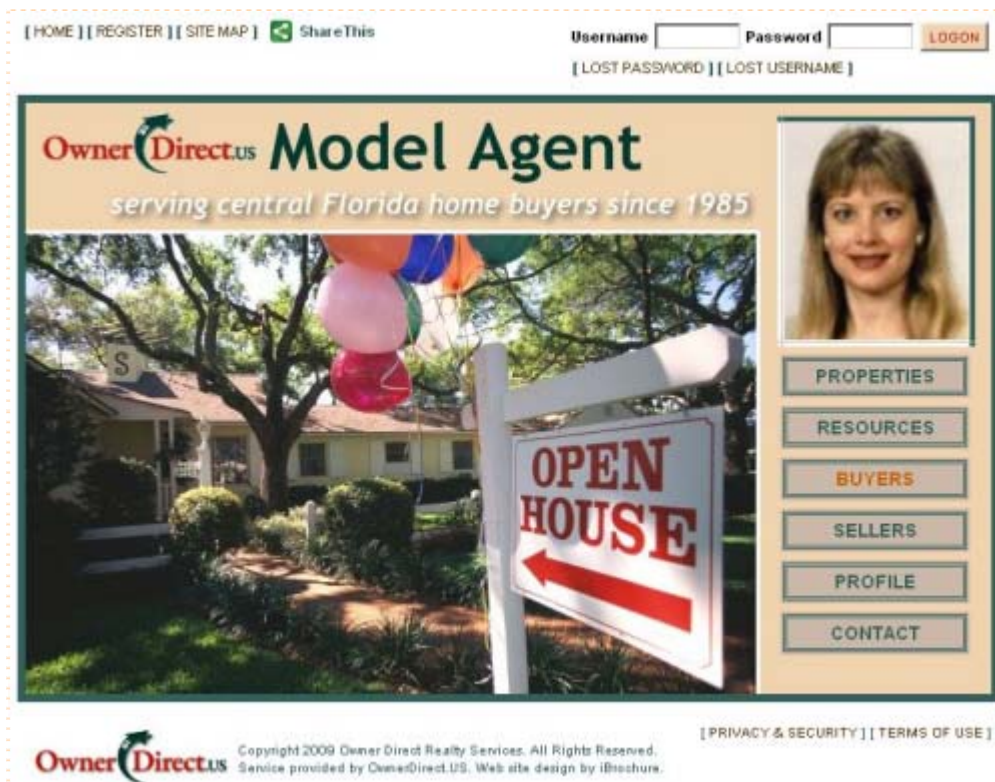 [ HOME ] [ REGISTER ] [ SITE MAP ] ShareThis
Username Password LOGON
[ LOST PASSWORD ] [ LOST USERNAME ]
OwnerDirect.us Model Agent
serving central Florida home buyers since 1985
S
OPEN
HOUSE
PROPERTIES
RESOURCES
BUYERS
SELLERS
PROFILE
CONTACT
[ PRIVACY & SECURITY ] [ TERMS OF USE ]
OwnerDirect.us
Copyright 2009 Owner Direct Realty Services. All Rights Reserved.
Service provided by OwnerDirect.US. Web site design by iBrochure.